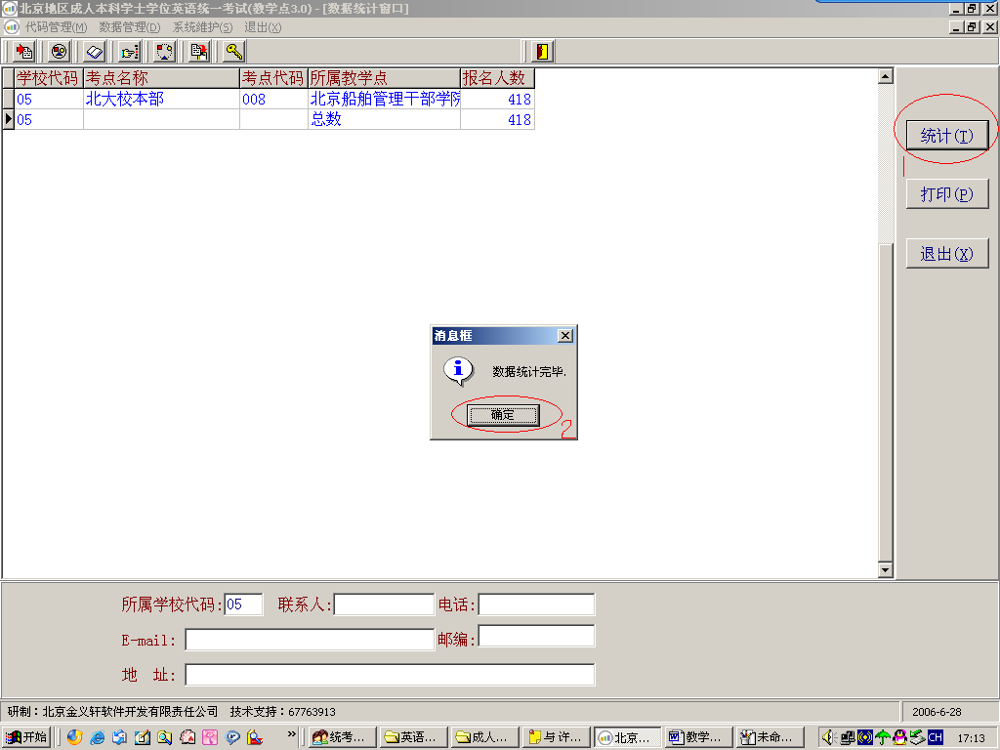 北京地区成人本科学士学位英语统一考试(教学点3.0) - [数据统计窗口]
代码管理(M) 数据管理(D) 系统维护(S) 退出(X)
学校代码 考点名称 考点代码 所属教学点 报名人数
05 北大校本部 008 北京船舶管理干部学院 418
05 总数 418
统计(T)
打印(P)
退出(X)
消息框
数据统计完毕.
确定
2
所属学校代码: 05 联系人: 电话:
E-mail: 邮编:
地 址:
研制：北京金义轩软件开发有限责任公司 技术支持：67763913 2006-6-28
开始 » 统考... 英语... 成人... 与 许... 北京... 教学... 未命... CH 17:13